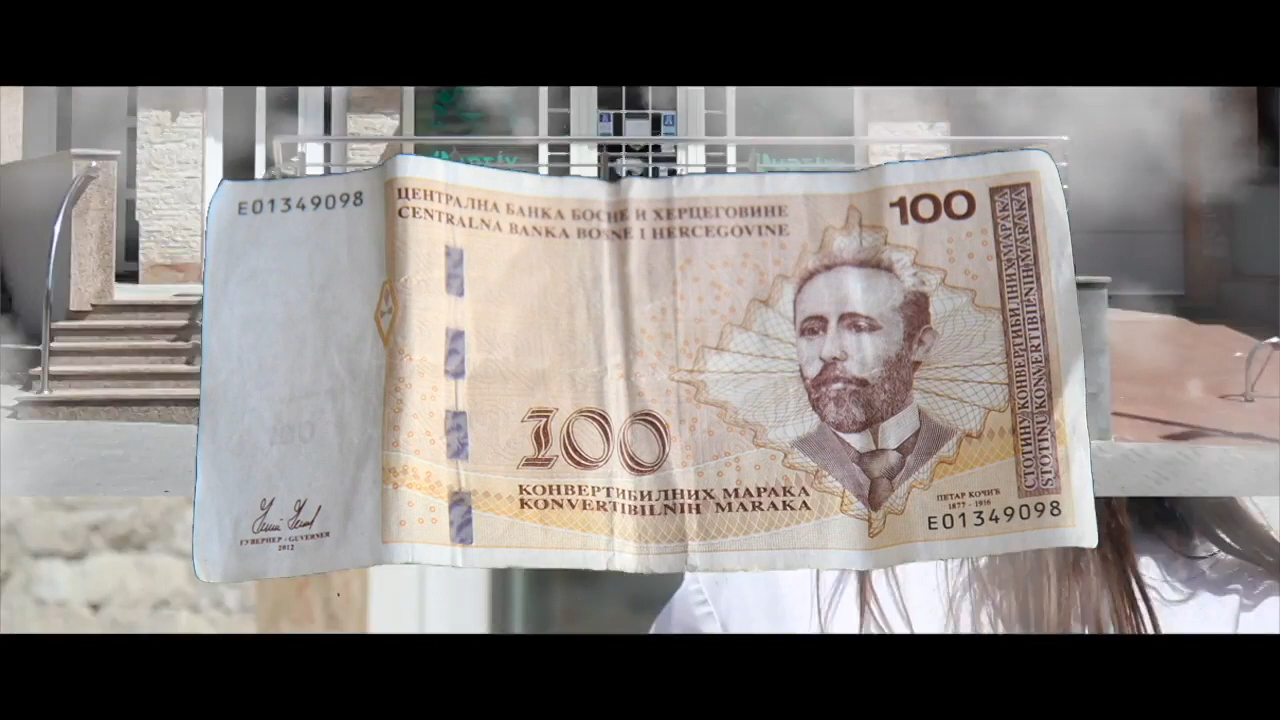 E01349098
ЦЕНТРАЛНА БАНКА БОСНЕ И ХЕРЦЕГОВИНЕ
CENTRALNA BANKA BOSNE I HERCEGOVINE
100
СТОТИНУ КОНВЕРТИБИЛНИХ МАРАКА
STOTINU KONVERTIBILNIH MARAKA
100
КОНВЕРТИБИЛНИХ МАРАКА
KONVERTIBILNIH MARAKA
ПЕТАР КОЧИЋ
1877 - 1916
E01349098
ГУВЕРНЕР - GUVERNER
2012